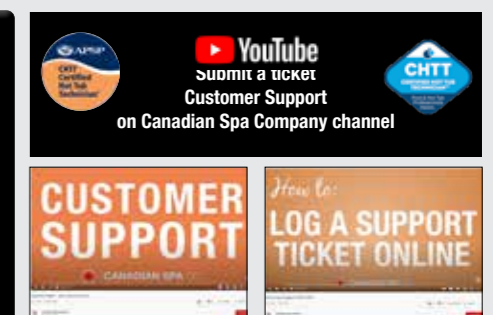 APSP
CHTT
Certified
Hot Tub
Technician
YouTube
Submit a ticket
Customer Support
on Canadian Spa Company channel
CHTT
CERTIFIED HOT TUB
TECHNICIAN
CUSTOMER
SUPPORT
CANADIAN SPA
How to:
LOG A SUPPORT
TICKET ONLINE